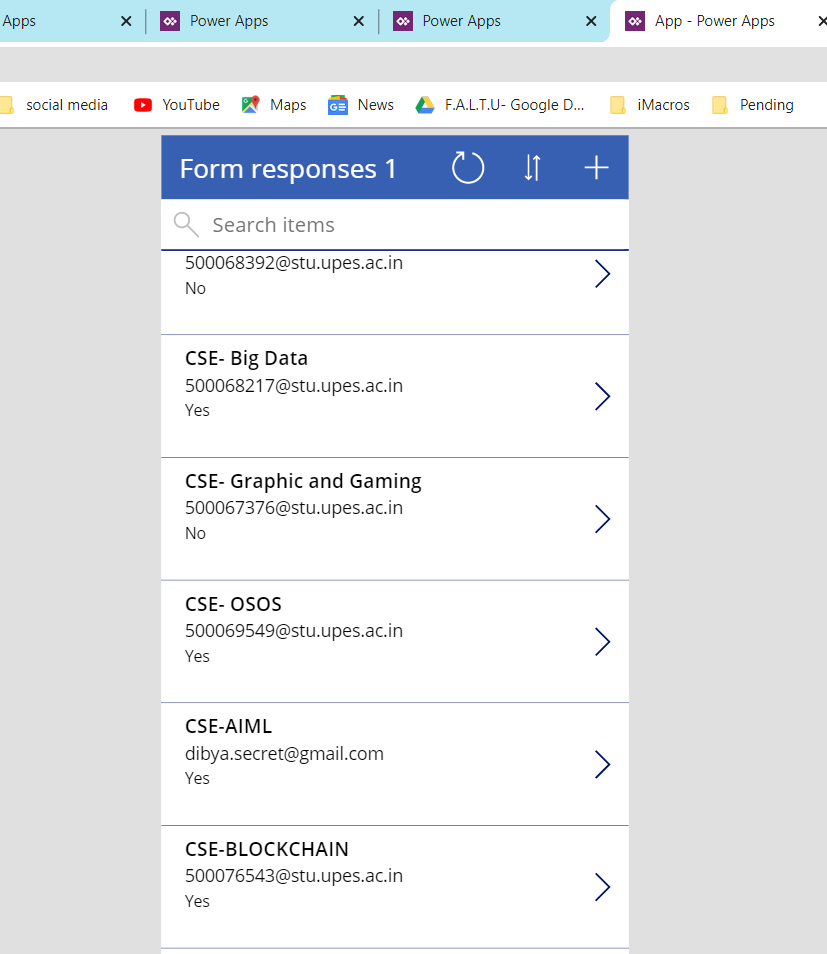 Apps
Power Apps
Power Apps
App - Power Apps
social media
YouTube
Maps
GE
News
F.A.L.T.U- Google D...
iMacros
Pending
Form responses 1
Search items
500068392@stu.upes.ac.in
No
CSE- Big Data
500068217@stu.upes.ac.in
Yes
CSE- Graphic and Gaming
500067376@stu.upes.ac.in
No
CSE- OSOS
500069549@stu.upes.ac.in
Yes
CSE-AIML
dibya.secret@gmail.com
Yes
CSE-BLOCKCHAIN
500076543@stu.upes.ac.in
Yes